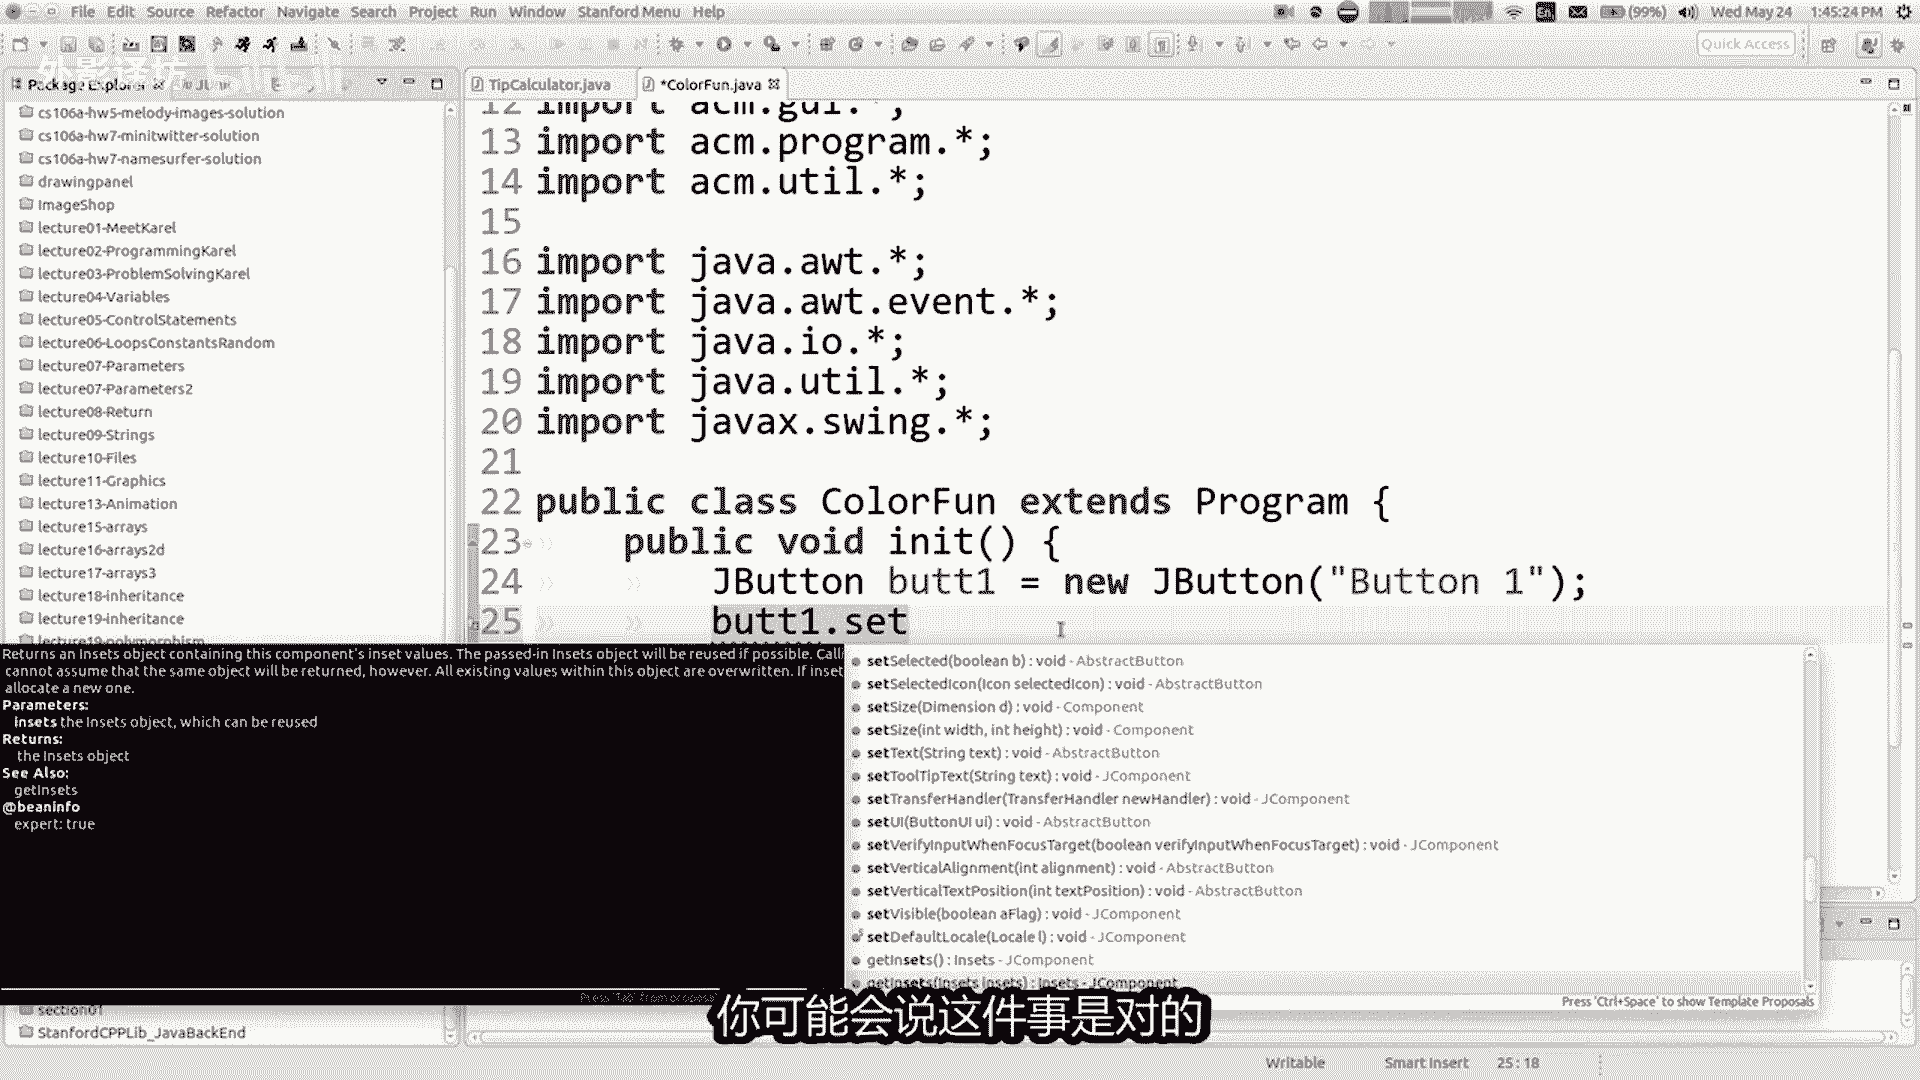 File Edit Source Refactor Navigate Search Project Run Window Stanford Menu Help
(99%) Wed May 24 1:45:24 PM
Quick Access
Package Explorer
TipCalculator.java
*ColorFun.java
cs106a-hw5-melody-images-solution
cs106a-hw7-minitwitter-solution
cs106a-hw7-namesurfer-solution
drawingpanel
ImageShop
lecture01-MeetKarel
lecture02-ProgrammingKarel
lecture03-ProblemSolvingKarel
lecture04-Variables
lecture05-ControlStatements
lecture06-LoopsConstantsRandom
lecture07-Parameters
lecture07-Parameters2
lecture08-Return
lecture09-Strings
lecture10-Files
lecture11-Graphics
lecture13-Animation
lecture15-arrays
lecture16-arrays2d
lecture17-arrays3
lecture18-inheritance
lecture19-inheritance
lecture19-polymorphism
12 import acm.gui.*;
13 import acm.program.*;
14 import acm.util.*;
15
16 import java.awt.*;
17 import java.awt.event.*;
18 import java.io.*;
19 import java.util.*;
20 import javax.swing.*;
21
22 public class ColorFun extends Program {
23 public void init() {
24 JButton butt1 = new JButton("Button 1");
25 butt1.set
Returns an Insets object containing this component's inset values. The passed-in Insets object will be reused if possible. Calli
cannot assume that the same object will be returned, however. All existing values within this object are overwritten. If inset
allocate a new one.
Parameters:
insets the Insets object, which can be reused
Returns:
the Insets object
See Also:
getInsets
@beaninfo
expert: true
setSelected(boolean b) : void - AbstractButton
setSelectedIcon(Icon selectedIcon) : void - AbstractButton
setSize(Dimension d) : void - Component
setSize(int width, int height) : void - Component
setText(String text) : void - AbstractButton
setToolTipText(String text) : void - JComponent
setTransferHandler(TransferHandler newHandler) : void - JComponent
setUI(ButtonUI ui) : void - AbstractButton
setVerifyInputWhenFocusTarget(boolean verifyInputWhenFocusTarget) : void - JComponent
setVerticalAlignment(int alignment) : void - AbstractButton
setVerticalTextPosition(int textPosition) : void - AbstractButton
setVisible(boolean aFlag) : void - JComponent
setDefaultLocale(Locale l) : void - JComponent
getInsets() : Insets - JComponent
getInsets(Insets insets) : Insets - JComponent
Press 'Ctrl+Space' to show Template Proposals
section01
StanfordCPPLib_JavaBackEnd
你可能会说这件事是对的
Writable Smart Insert 25 : 18